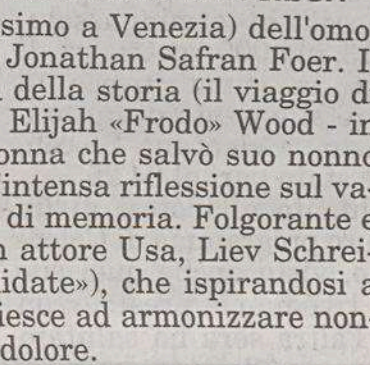 simo a Venezia) dell'omo
Jonathan Safran Foer. I
della storia (il viaggio d
Elijah «Frodo» Wood - in
onna che salvò suo nonno
intensa riflessione sul va-
di memoria. Folgorante e
attore Usa, Liev Schrei-
idate»), che ispirandosi a
iesce ad armonizzare non-
dolore.